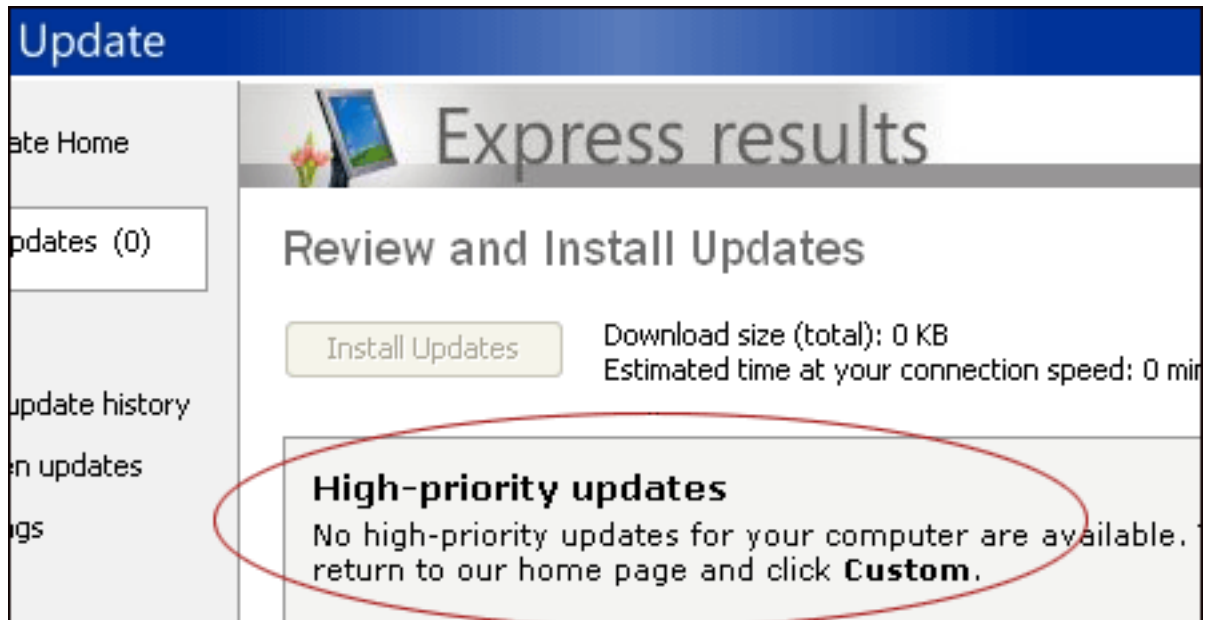 Update
Express results
ate Home
pdates (0)
update history
en updates
gs
Review and Install Updates
Install Updates
Download size (total): 0 KB
Estimated time at your connection speed: 0 min
High-priority updates
No high-priority updates for your computer are available.
return to our home page and click Custom.